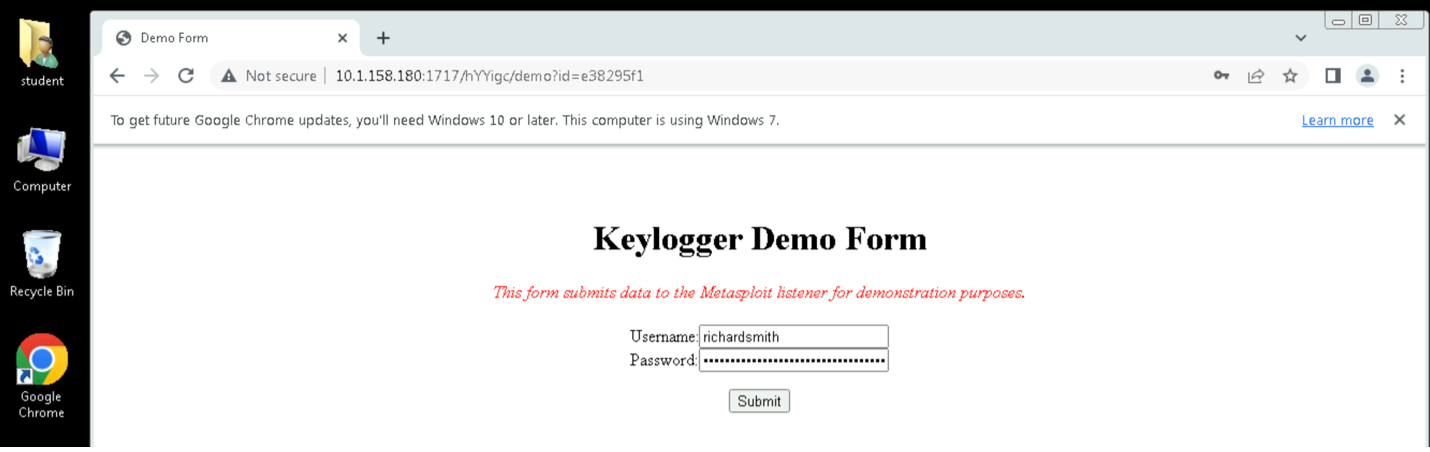 student
Computer
Recycle Bin
Google
Chrome
Demo Form
Not secure | 10.1.158.180:1717/hYYigc/demo?id=e38295f1
To get future Google Chrome updates, you'll need Windows 10 or later. This computer is using Windows 7.
Learn more
Keylogger Demo Form
This form submits data to the Metasploit listener for demonstration purposes.
Username: richardsmith
Password: ••••••••••••••••••••••••••••••••••
Submit